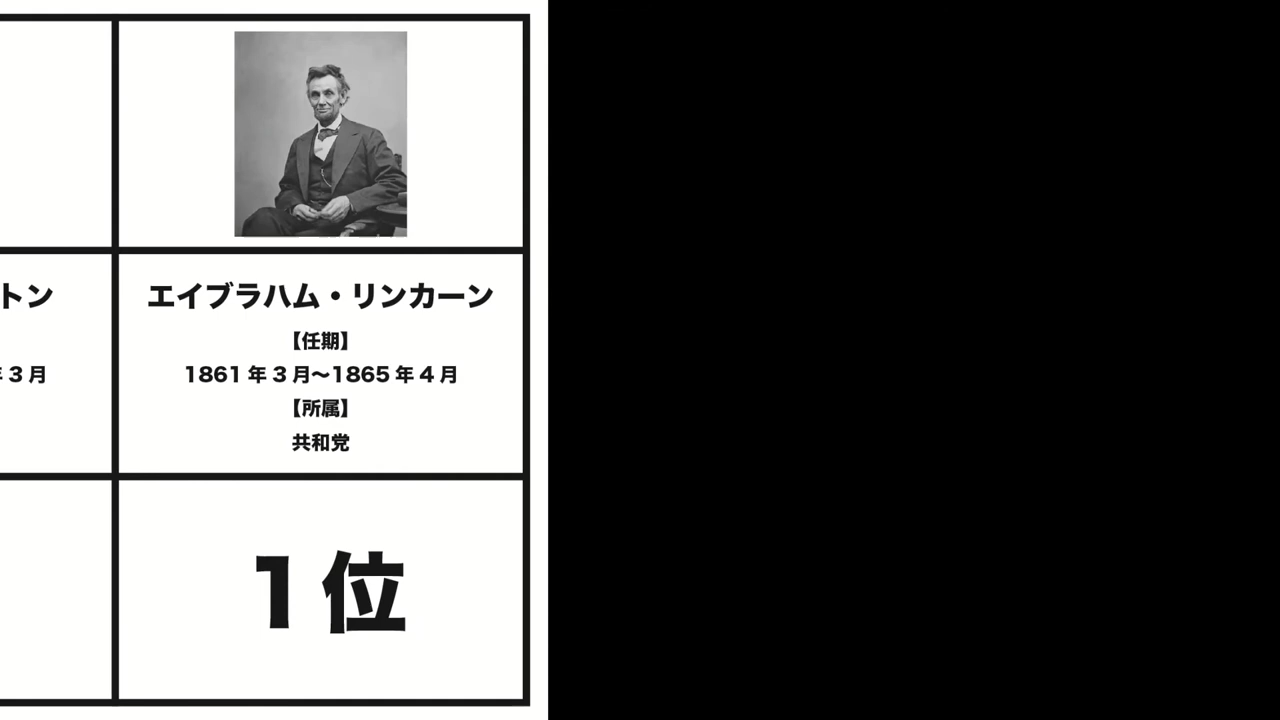 トン
3月
エイブラハム・リンカーン
【任期】
1861年3月〜1865年4月
【所属】
共和党
1位